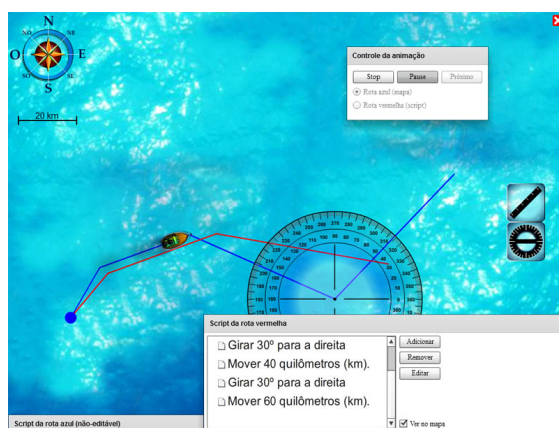 N
NO NE
O E
SO SE
S
20 km
Controle da animação
Stop Pause Próximo
Rota azul (mapa)
Rota vermelha (script)
Script da rota vermelha
Girar 30º para a direita
Mover 40 quilômetros (km).
Girar 30º para a direita
Mover 60 quilômetros (km).
Adicionar
Remover
Editar
Ver no mapa
Script da rota azul (não-editável)